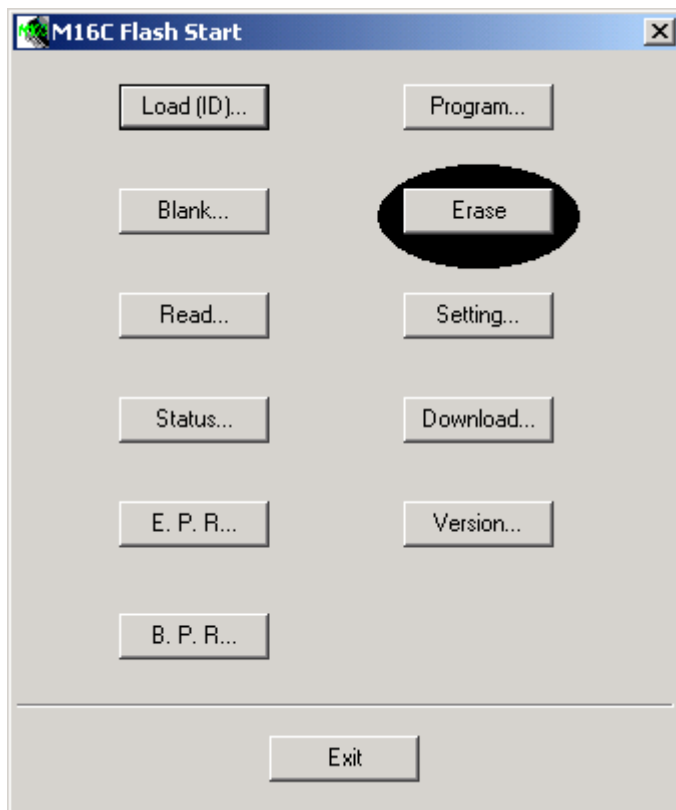 M16C Flash Start
Load (ID)... Program...
Blank... Erase
Read... Setting...
Status... Download...
E. P. R... Version...
B. P. R...
Exit